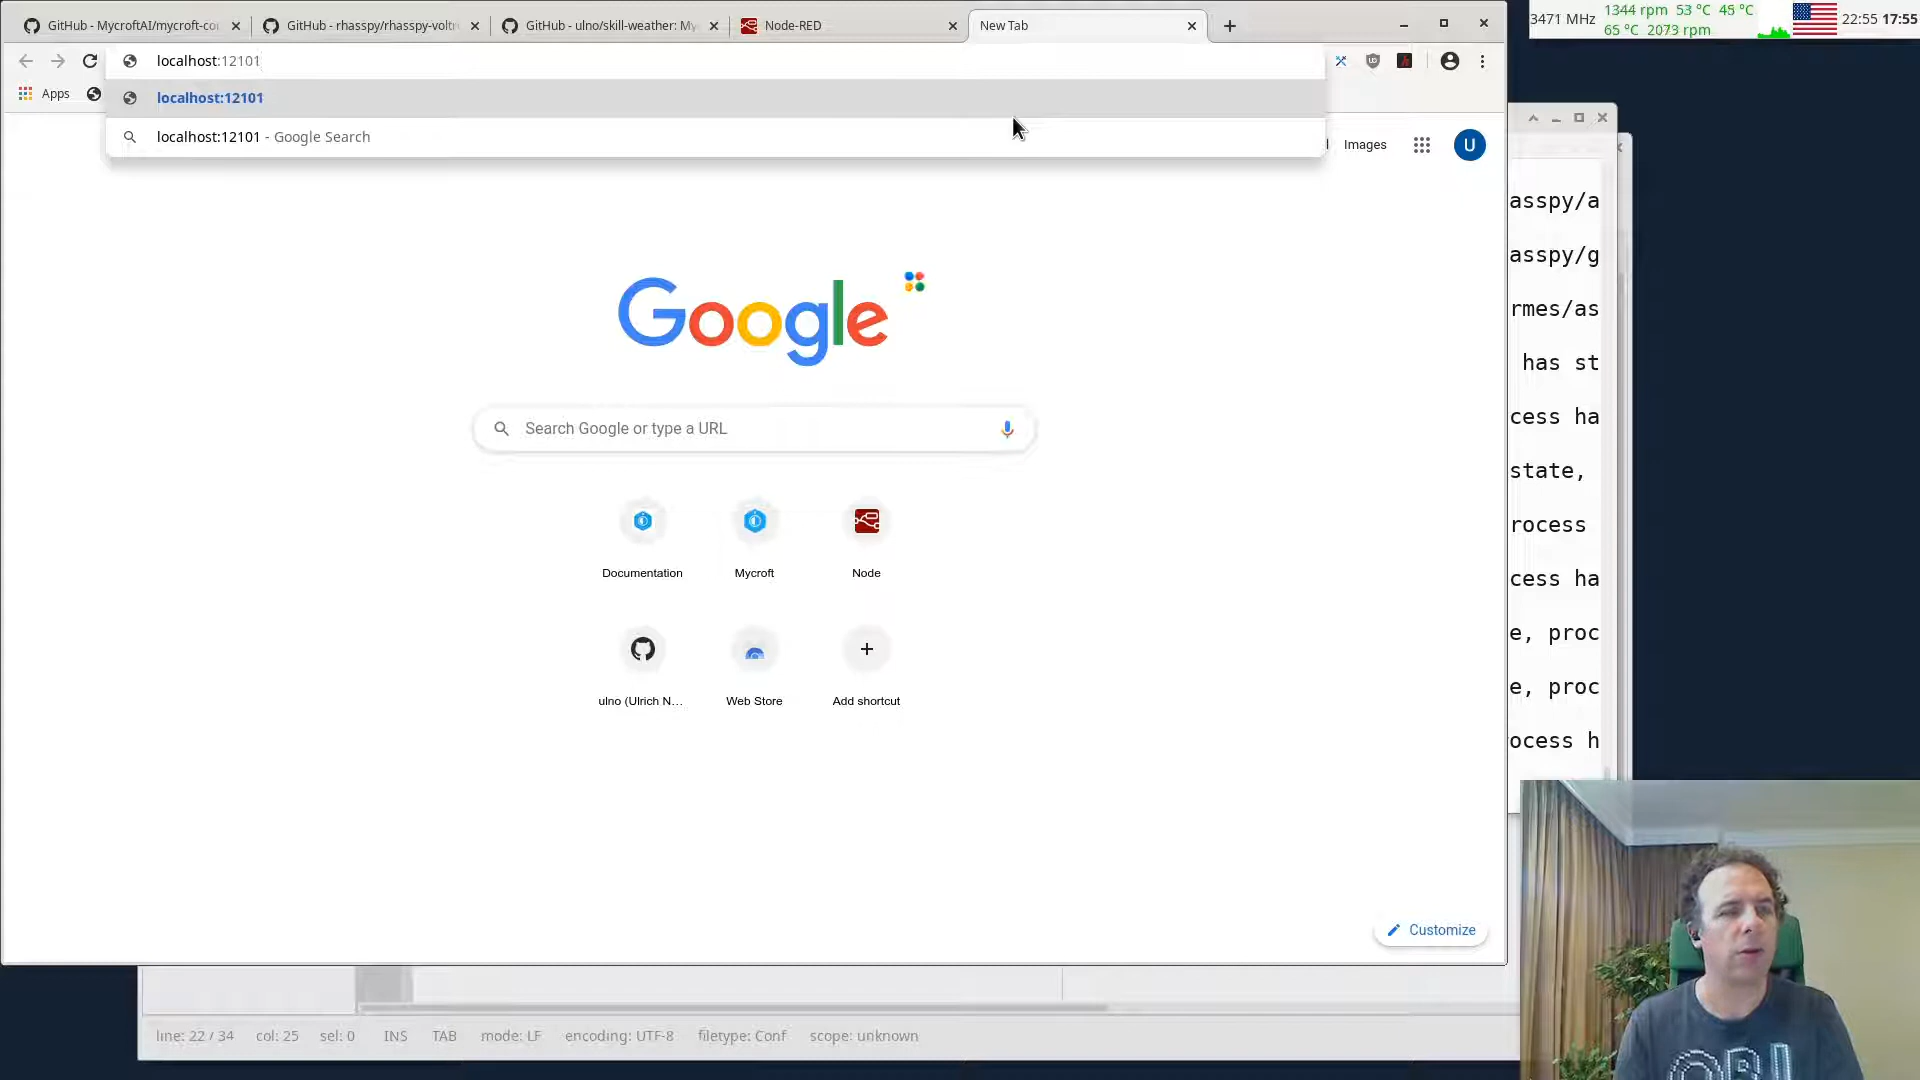 GitHub - MycroftAI/mycroft-cor
GitHub - rhasspy/rhasspy-voltr
GitHub - ulno/skill-weather: My
Node-RED
New Tab
3471 MHz
1344 rpm 53 °C 45 °C
65 °C 2073 rpm
22:55 17:55
localhost:12101
Apps
localhost:12101
localhost:12101 - Google Search
Images
U
asspy/a
asspy/g
rmes/as
has st
cess ha
state,
rocess
cess ha
e, proc
e, proc
ocess h
Google
Search Google or type a URL
Documentation
Mycroft
Node
ulno (Ulrich N...
Web Store
Add shortcut
Customize
line: 22 / 34 col: 25 sel: 0 INS TAB mode: LF encoding: UTF-8 filetype: Conf scope: unknown